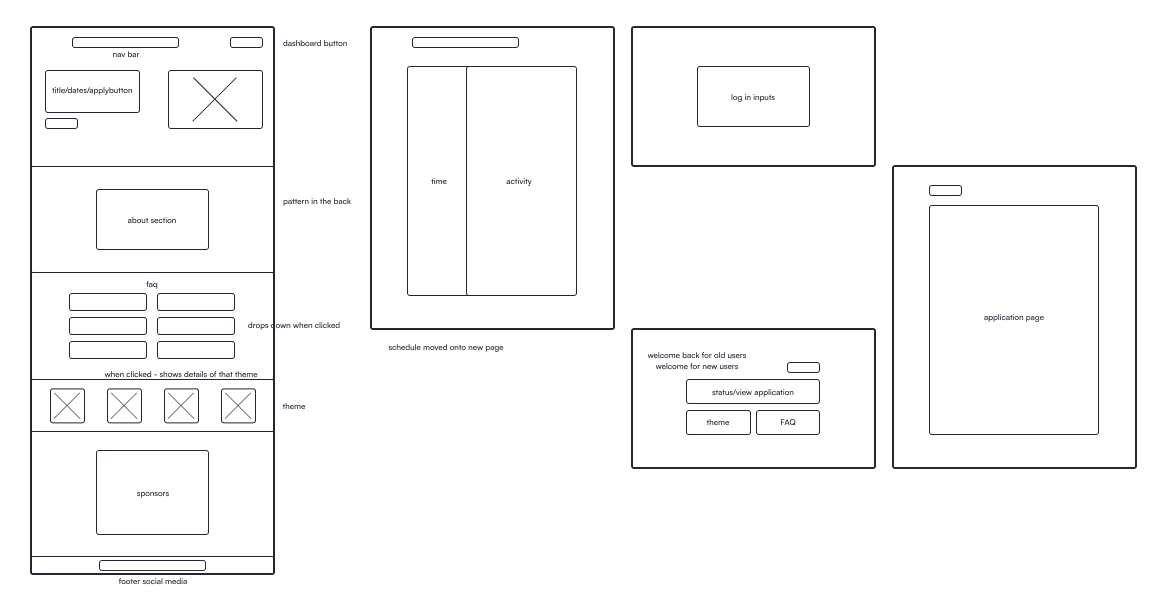 nav bar
dashboard button
title/dates/applybutton
about section
pattern in the back
faq
drops down when clicked
when clicked - shows details of that theme
theme
sponsors
footer social media
time
activity
schedule moved onto new page
log in inputs
welcome back for old users
welcome for new users
status/view application
theme
FAQ
application page